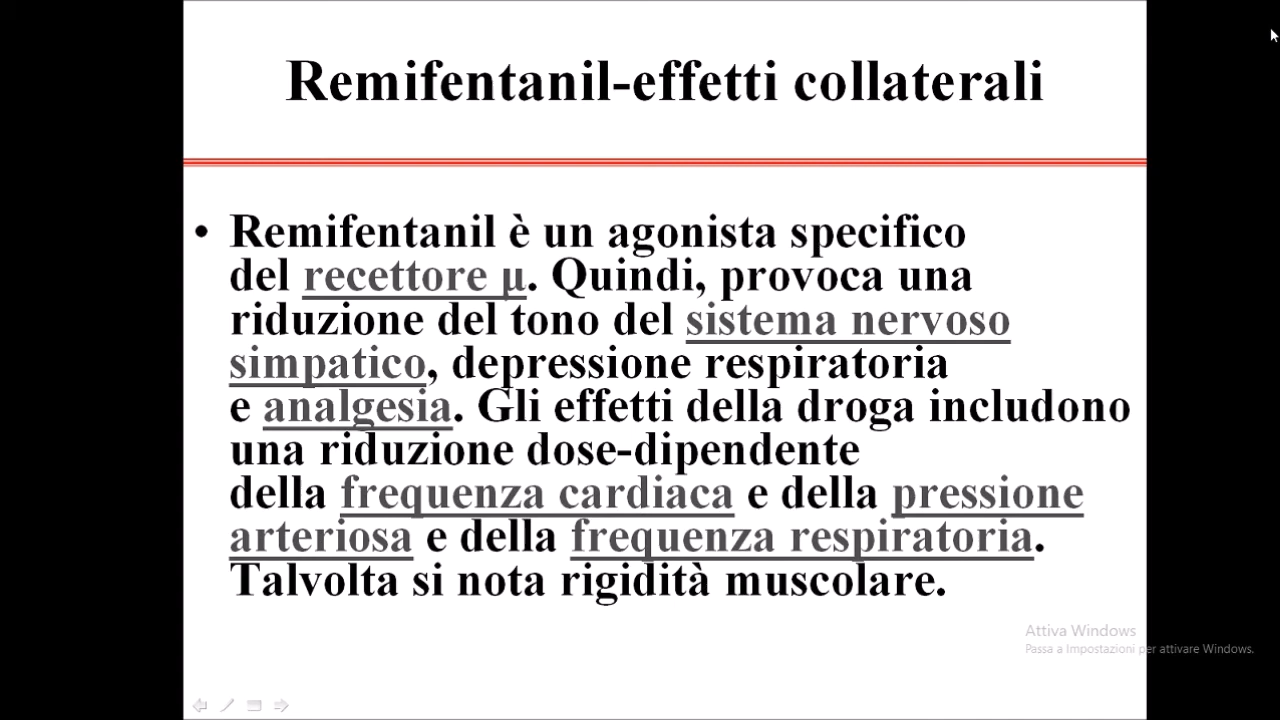 Remifentanil-effetti collaterali
• Remifentanil è un agonista specifico
del recettore μ. Quindi, provoca una
riduzione del tono del sistema nervoso
simpatico, depressione respiratoria
e analgesia. Gli effetti della droga includono
una riduzione dose-dipendente
della frequenza cardiaca e della pressione
arteriosa e della frequenza respiratoria.
Talvolta si nota rigidità muscolare.
Attiva Windows
Passa a Impostazioni per attivare Windows.